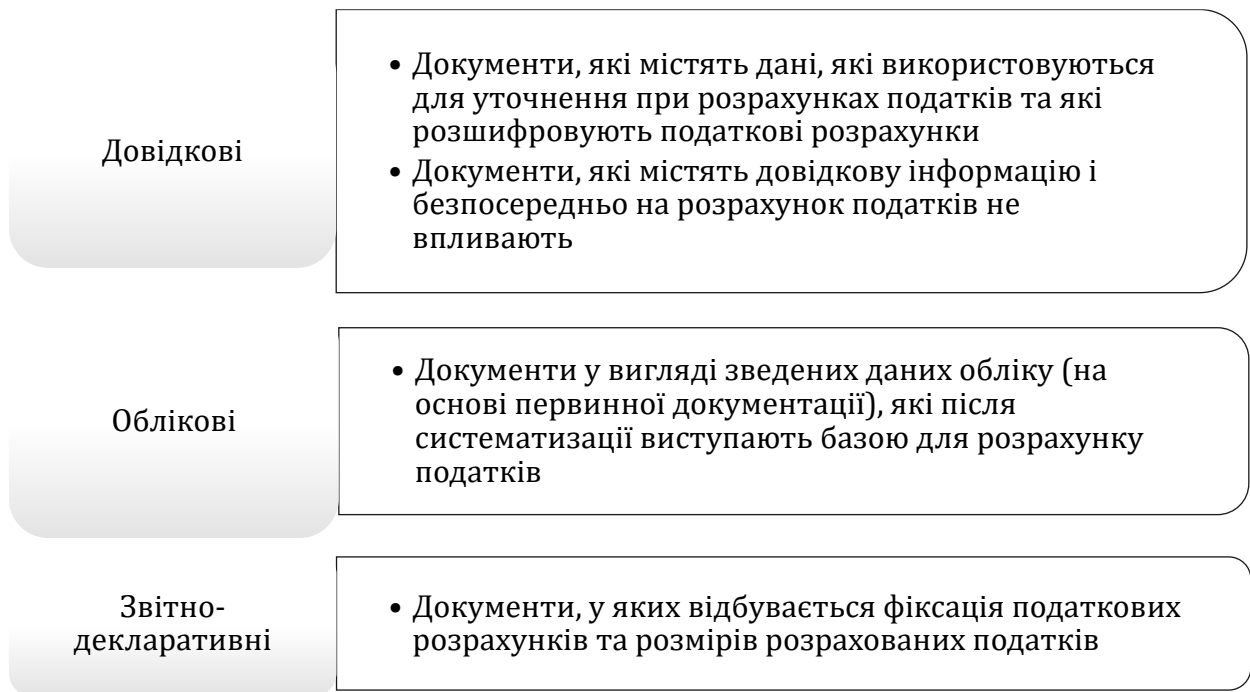 Довідкові
• Документи, які містять дані, які використовуються
для уточнення при розрахунках податків та які
розшифровують податкові розрахунки
• Документи, які містять довідкову інформацію і
безпосередньо на розрахунок податків не
впливають
Облікові
• Документи у вигляді зведених даних обліку (на
основі первинної документації), які після
систематизації виступають базою для розрахунку
податків
Звітно-
декларативні
• Документи, у яких відбувається фіксація податкових
розрахунків та розмірів розрахованих податків